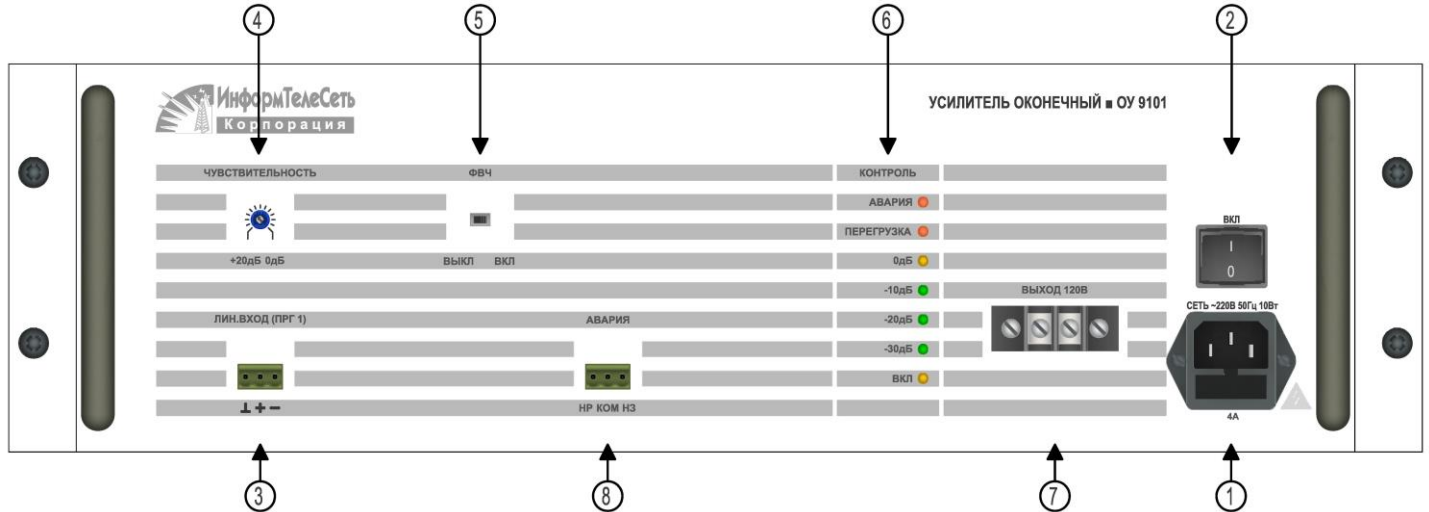 4 5 6 2
ИнформТелеСеть
Корпорация
УСИЛИТЕЛЬ ОКОНЕЧНЫЙ ■ ОУ 9101
ЧУВСТВИТЕЛЬНОСТЬ ФВЧ КОНТРОЛЬ
АВАРИЯ
ВКЛ
ПЕРЕГРУЗКА
I
+20дБ 0дБ ВЫКЛ ВКЛ 0дБ
0
-10дБ ВЫХОД 120В
СЕТЬ ~220В 50Гц 10Вт
ЛИН.ВХОД (ПРГ 1) АВАРИЯ -20дБ
-30дБ
ВКЛ
⊥ + − НР КОМ НЗ
4А
3 8 7 1